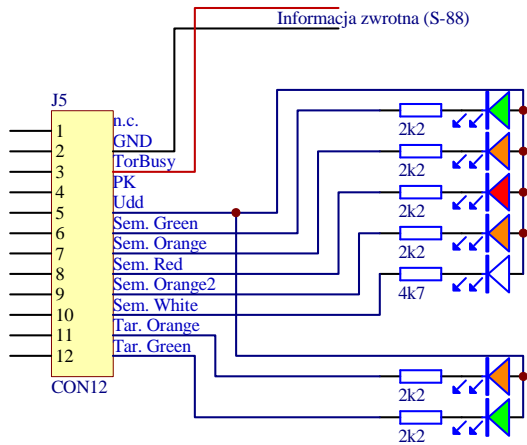 Informacja zwrotna (S-88)
J5
n.c.
1
GND
2
TorBusy
3
PK
4
Udd
5
Sem. Green
6
Sem. Orange
7
Sem. Red
8
Sem. Orange2
9
Sem. White
10
Tar. Orange
11
Tar. Green
12
CON12
2k2
2k2
2k2
2k2
4k7
2k2
2k2